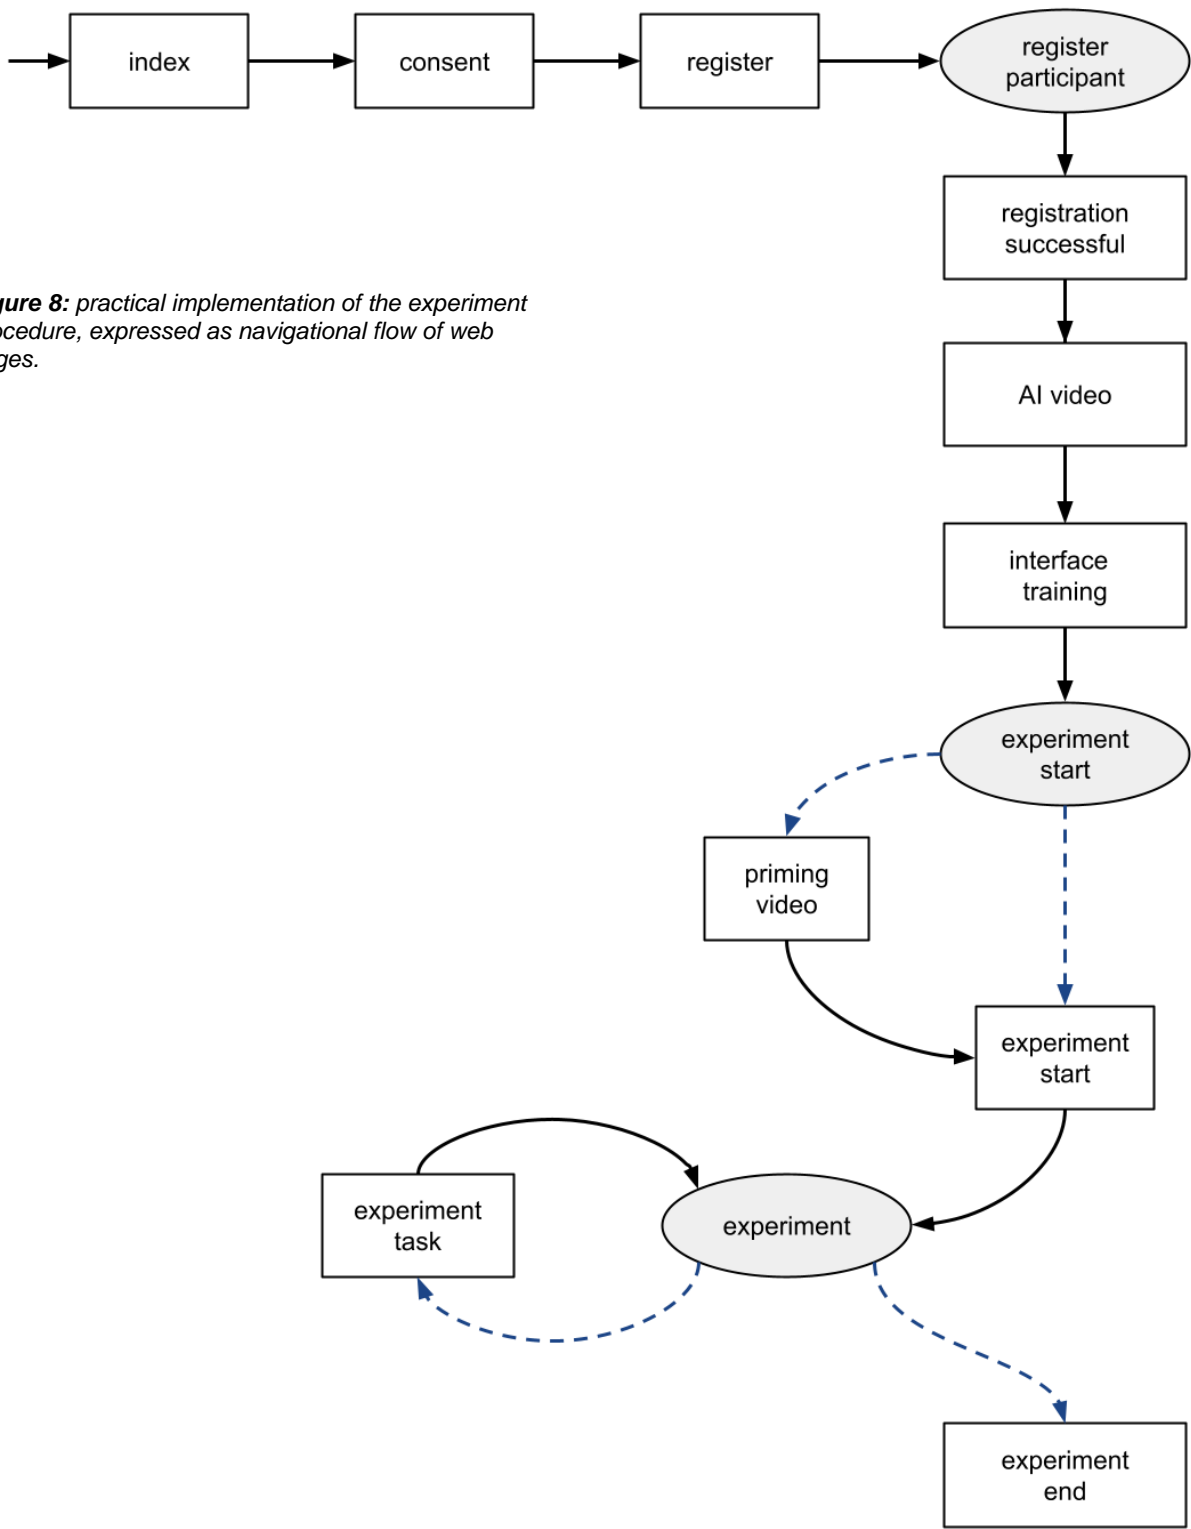 index
consent
register
register
participant
registration
successful
gure 8: practical implementation of the experiment
ocedure, expressed as navigational flow of web
ges.
AI video
interface
training
experiment
start
priming
video
experiment
start
experiment
task
experiment
experiment
end